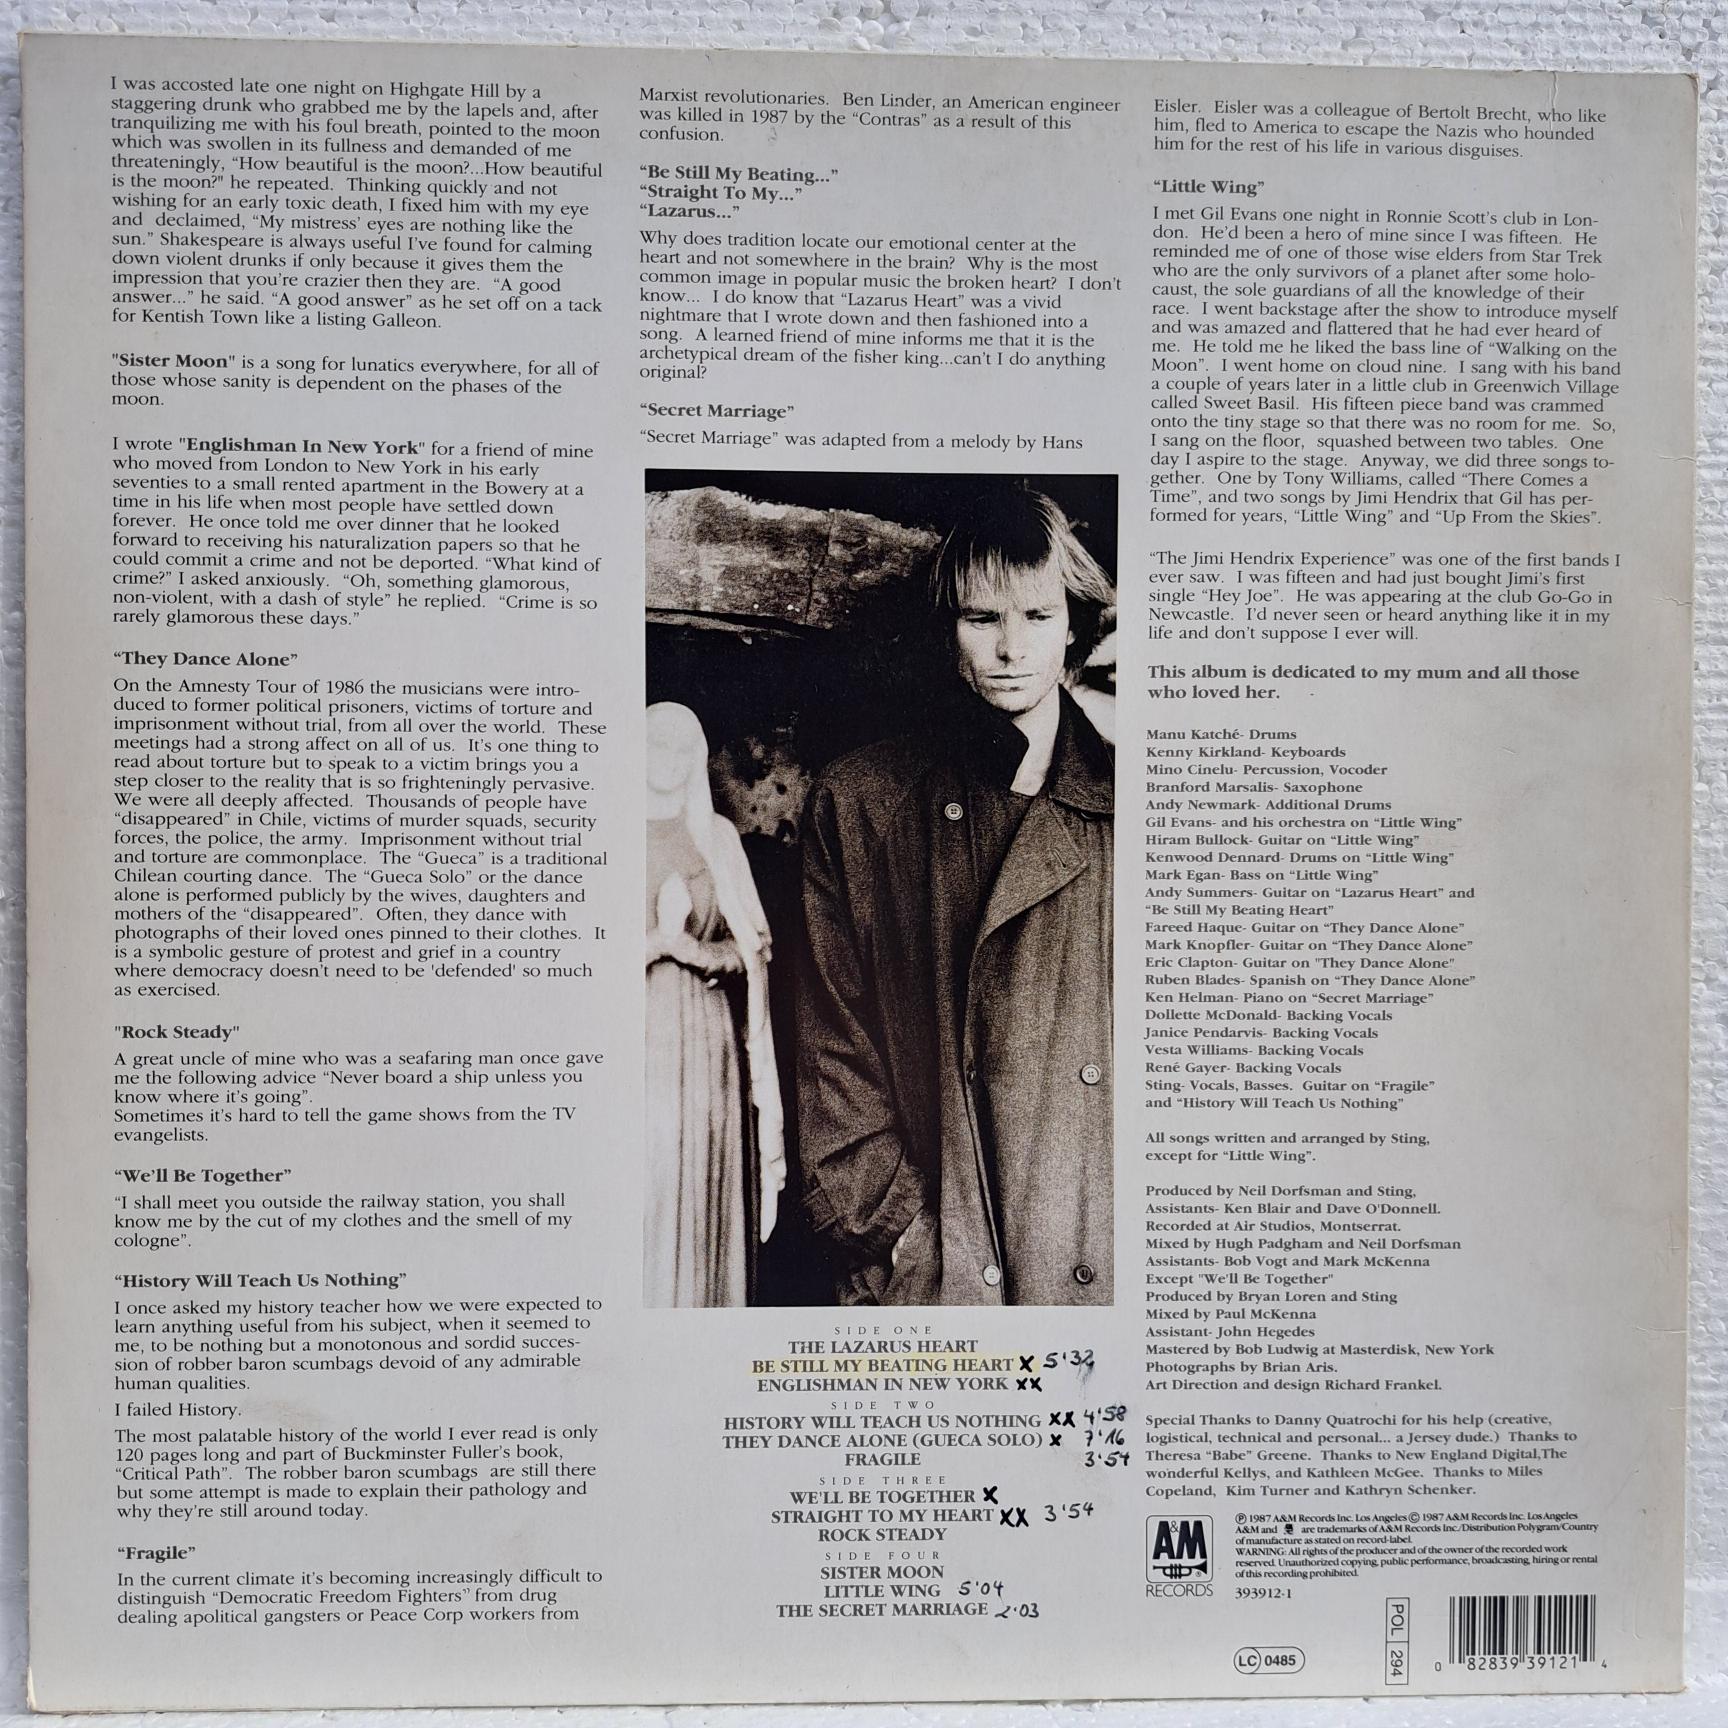 I was accosted late one night on Highgate Hill by a
staggering drunk who grabbed me by the lapels and, after
tranquilizing me with his foul breath, pointed to the moon
which was swollen in its fullness and demanded of me
threateningly, “How beautiful is the moon?...How beautiful
is the moon?" he repeated. Thinking quickly and not
wishing for an early toxic death, I fixed him with my eye
and declaimed, “My mistress’ eyes are nothing like the
sun.” Shakespeare is always useful I’ve found for calming
down violent drunks if only because it gives them the
impression that you’re crazier then they are. “A good
answer...” he said. “A good answer” as he set off on a tack
for Kentish Town like a listing Galleon.
"Sister Moon" is a song for lunatics everywhere, for all of
those whose sanity is dependent on the phases of the
moon.
I wrote "Englishman In New York" for a friend of mine
who moved from London to New York in his early
seventies to a small rented apartment in the Bowery at a
time in his life when most people have settled down
forever. He once told me over dinner that he looked
forward to receiving his naturalization papers so that he
could commit a crime and not be deported. “What kind of
crime?” I asked anxiously. “Oh, something glamorous,
non-violent, with a dash of style” he replied. “Crime is so
rarely glamorous these days.”
“They Dance Alone”
On the Amnesty Tour of 1986 the musicians were intro-
duced to former political prisoners, victims of torture and
imprisonment without trial, from all over the world. These
meetings had a strong affect on all of us. It’s one thing to
read about torture but to speak to a victim brings you a
step closer to the reality that is so frighteningly pervasive.
We were all deeply affected. Thousands of people have
“disappeared” in Chile, victims of murder squads, security
forces, the police, the army. Imprisonment without trial
and torture are commonplace. The “Gueca” is a traditional
Chilean courting dance. The “Gueca Solo” or the dance
alone is performed publicly by the wives, daughters and
mothers of the “disappeared”. Often, they dance with
photographs of their loved ones pinned to their clothes. It
is a symbolic gesture of protest and grief in a country
where democracy doesn’t need to be 'defended' so much
as exercised.
"Rock Steady"
A great uncle of mine who was a seafaring man once gave
me the following advice “Never board a ship unless you
know where it’s going”.
Sometimes it’s hard to tell the game shows from the TV
evangelists.
“We’ll Be Together”
“I shall meet you outside the railway station, you shall
know me by the cut of my clothes and the smell of my
cologne”.
“History Will Teach Us Nothing”
I once asked my history teacher how we were expected to
learn anything useful from his subject, when it seemed to
me, to be nothing but a monotonous and sordid succes-
sion of robber baron scumbags devoid of any admirable
human qualities.
I failed History.
The most palatable history of the world I ever read is only
120 pages long and part of Buckminster Fuller’s book,
“Critical Path”. The robber baron scumbags are still there
but some attempt is made to explain their pathology and
why they’re still around today.
“Fragile”
In the current climate it’s becoming increasingly difficult to
distinguish “Democratic Freedom Fighters” from drug
dealing apolitical gangsters or Peace Corp workers from
Marxist revolutionaries. Ben Linder, an American engineer
was killed in 1987 by the “Contras” as a result of this
confusion.
“Be Still My Beating...”
“Straight To My...”
“Lazarus...”
Why does tradition locate our emotional center at the
heart and not somewhere in the brain? Why is the most
common image in popular music the broken heart? I don’t
know... I do know that “Lazarus Heart” was a vivid
nightmare that I wrote down and then fashioned into a
song. A learned friend of mine informs me that it is the
archetypical dream of the fisher king...can’t I do anything
original?
“Secret Marriage”
“Secret Marriage” was adapted from a melody by Hans
SIDE ONE
THE LAZARUS HEART
BE STILL MY BEATING HEART X 5'32
ENGLISHMAN IN NEW YORK XX
SIDE TWO
HISTORY WILL TEACH US NOTHING XX 4'58
THEY DANCE ALONE (GUECA SOLO) X 7'16
FRAGILE 3'54
SIDE THREE
WE'LL BE TOGETHER X
STRAIGHT TO MY HEART XX 3'54
ROCK STEADY
SIDE FOUR
SISTER MOON
LITTLE WING 5'04
THE SECRET MARRIAGE 2'03
Eisler. Eisler was a colleague of Bertolt Brecht, who like
him, fled to America to escape the Nazis who hounded
him for the rest of his life in various disguises.
“Little Wing”
I met Gil Evans one night in Ronnie Scott’s club in Lon-
don. He’d been a hero of mine since I was fifteen. He
reminded me of one of those wise elders from Star Trek
who are the only survivors of a planet after some holo-
caust, the sole guardians of all the knowledge of their
race. I went backstage after the show to introduce myself
and was amazed and flattered that he had ever heard of
me. He told me he liked the bass line of “Walking on the
Moon”. I went home on cloud nine. I sang with his band
a couple of years later in a little club in Greenwich Village
called Sweet Basil. His fifteen piece band was crammed
onto the tiny stage so that there was no room for me. So,
I sang on the floor, squashed between two tables. One
day I aspire to the stage. Anyway, we did three songs to-
gether. One by Tony Williams, called “There Comes a
Time”, and two songs by Jimi Hendrix that Gil has per-
formed for years, “Little Wing” and “Up From the Skies”.
“The Jimi Hendrix Experience” was one of the first bands I
ever saw. I was fifteen and had just bought Jimi’s first
single “Hey Joe”. He was appearing at the club Go-Go in
Newcastle. I’d never seen or heard anything like it in my
life and don’t suppose I ever will.
This album is dedicated to my mum and all those
who loved her.
Manu Katché- Drums
Kenny Kirkland- Keyboards
Mino Cinelu- Percussion, Vocoder
Branford Marsalis- Saxophone
Andy Newmark- Additional Drums
Gil Evans- and his orchestra on “Little Wing”
Hiram Bullock- Guitar on “Little Wing”
Kenwood Dennard- Drums on “Little Wing”
Mark Egan- Bass on “Little Wing”
Andy Summers- Guitar on “Lazarus Heart” and
“Be Still My Beating Heart”
Fareed Haque- Guitar on “They Dance Alone”
Mark Knopfler- Guitar on “They Dance Alone”
Eric Clapton- Guitar on "They Dance Alone"
Ruben Blades- Spanish on “They Dance Alone”
Ken Helman- Piano on “Secret Marriage”
Dollette McDonald- Backing Vocals
Janice Pendarvis- Backing Vocals
Vesta Williams- Backing Vocals
René Gayer- Backing Vocals
Sting- Vocals, Basses. Guitar on “Fragile”
and “History Will Teach Us Nothing”
All songs written and arranged by Sting,
except for “Little Wing”.
Produced by Neil Dorfsman and Sting,
Assistants- Ken Blair and Dave O'Donnell.
Recorded at Air Studios, Montserrat.
Mixed by Hugh Padgham and Neil Dorfsman
Assistants- Bob Vogt and Mark McKenna
Except "We'll Be Together"
Produced by Bryan Loren and Sting
Mixed by Paul McKenna
Assistant- John Hegedes
Mastered by Bob Ludwig at Masterdisk, New York
Photographs by Brian Aris.
Art Direction and design Richard Frankel.
Special Thanks to Danny Quatrochi for his help (creative,
logistical, technical and personal... a Jersey dude.) Thanks to
Theresa “Babe” Greene. Thanks to New England Digital,The
wonderful Kellys, and Kathleen McGee. Thanks to Miles
Copeland, Kim Turner and Kathryn Schenker.
A&M
RECORDS
℗ 1987 A&M Records Inc. Los Angeles © 1987 A&M Records Inc. Los Angeles
A&M and are trademarks of A&M Records Inc./Distribution Polygram/Country
of manufacture as stated on record-label.
WARNING: All rights of the producer and of the owner of the recorded work
reserved. Unauthorized copying, public performance, broadcasting, hiring or rental
of this recording prohibited.
393912-1
LC 0485
POL 294
0 82839 39121 4